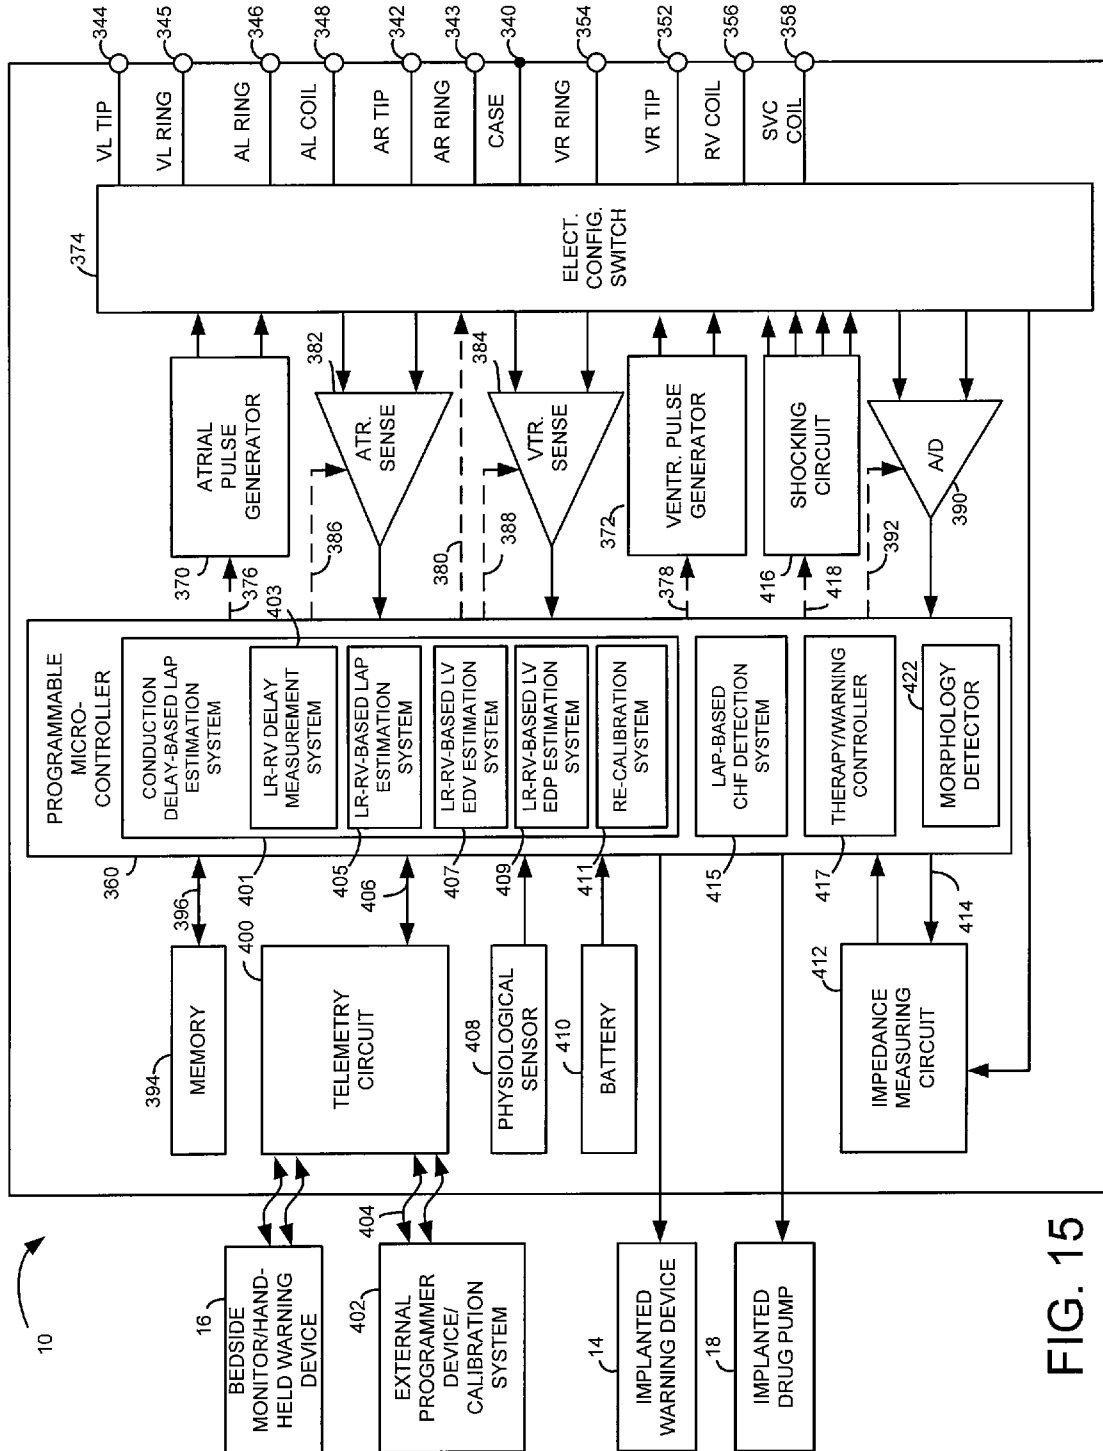 10
BEDSIDE
MONITOR/HAND-
HELD WARNING
DEVICE
16
EXTERNAL
PROGRAMMER
DEVICE/
CALIBRATION
SYSTEM
402
404
IMPLANTED
WARNING DEVICE
14
IMPLANTED
DRUG PUMP
18
FIG. 15
MEMORY
394
396
TELEMETRY
CIRCUIT
400
406
PHYSIOLOGICAL
SENSOR
408
BATTERY
410
IMPEDANCE
MEASURING
CIRCUIT
412
414
PROGRAMMABLE
MICRO-
CONTROLLER
360
CONDUCTION
DELAY-BASED LAP
ESTIMATION
SYSTEM
401
LR-RV DELAY
MEASUREMENT
SYSTEM
403
LR-RV-BASED LAP
ESTIMATION
SYSTEM
405
LR-RV-BASED LV
EDV ESTIMATION
SYSTEM
407
LR-RV-BASED LV
EDP ESTIMATION
SYSTEM
409
RE-CALIBRATION
SYSTEM
411
LAP-BASED
CHF DETECTION
SYSTEM
415
THERAPY/WARNING
CONTROLLER
417
MORPHOLOGY
DETECTOR
422
ATRIAL
PULSE
GENERATOR
370
376
ATR.
SENSE
382
386
380
VTR.
SENSE
384
388
VENTR. PULSE
GENERATOR
372
378
SHOCKING
CIRCUIT
416
418
A/D
390
392
ELECT.
CONFIG.
SWITCH
374
VL TIP
344
VL RING
345
AL RING
346
AL COIL
348
AR TIP
342
AR RING
343
CASE
340
VR RING
354
VR TIP
352
RV COIL
356
SVC
COIL
358